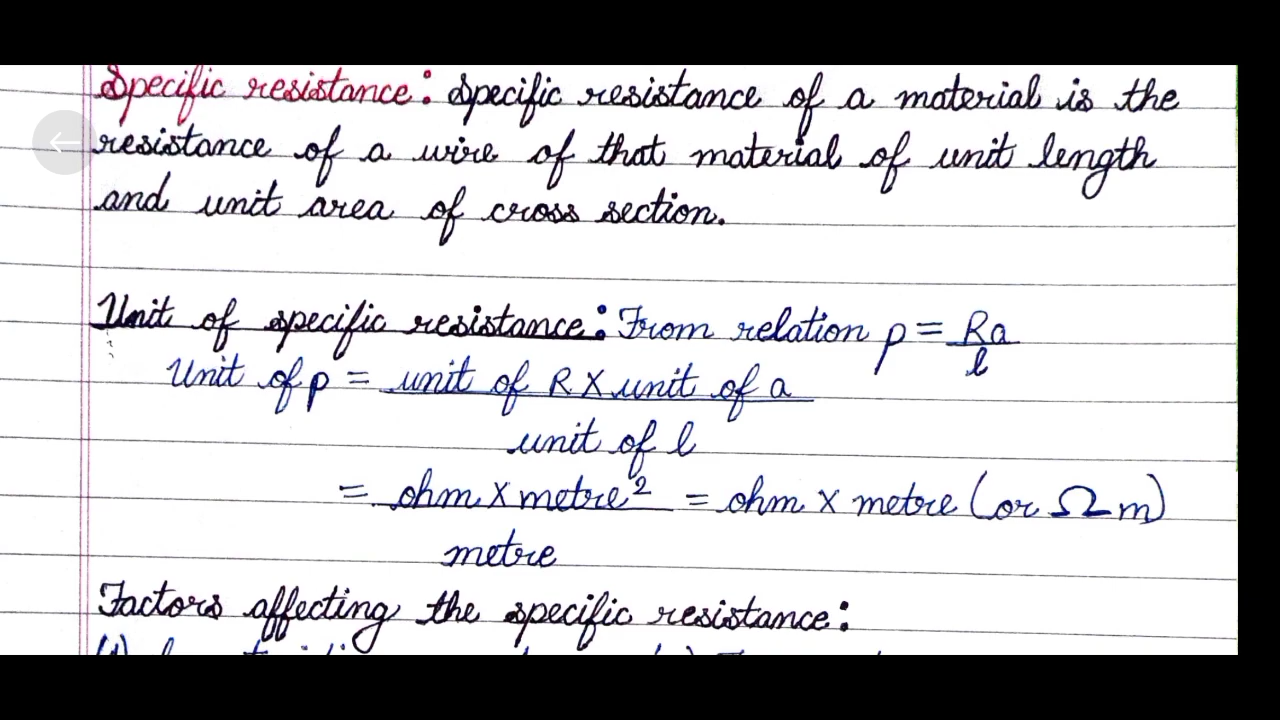 Specific resistance: Specific resistance of a material is the
resistance of a wire of that material of unit length
and unit area of cross section.
Unit of specific resistance: From relation ρ = Ra
l
Unit of ρ = unit of R X unit of a
unit of l
= ohm X metre² = ohm X metre (or Ωm)
metre
Factors affecting the specific resistance: